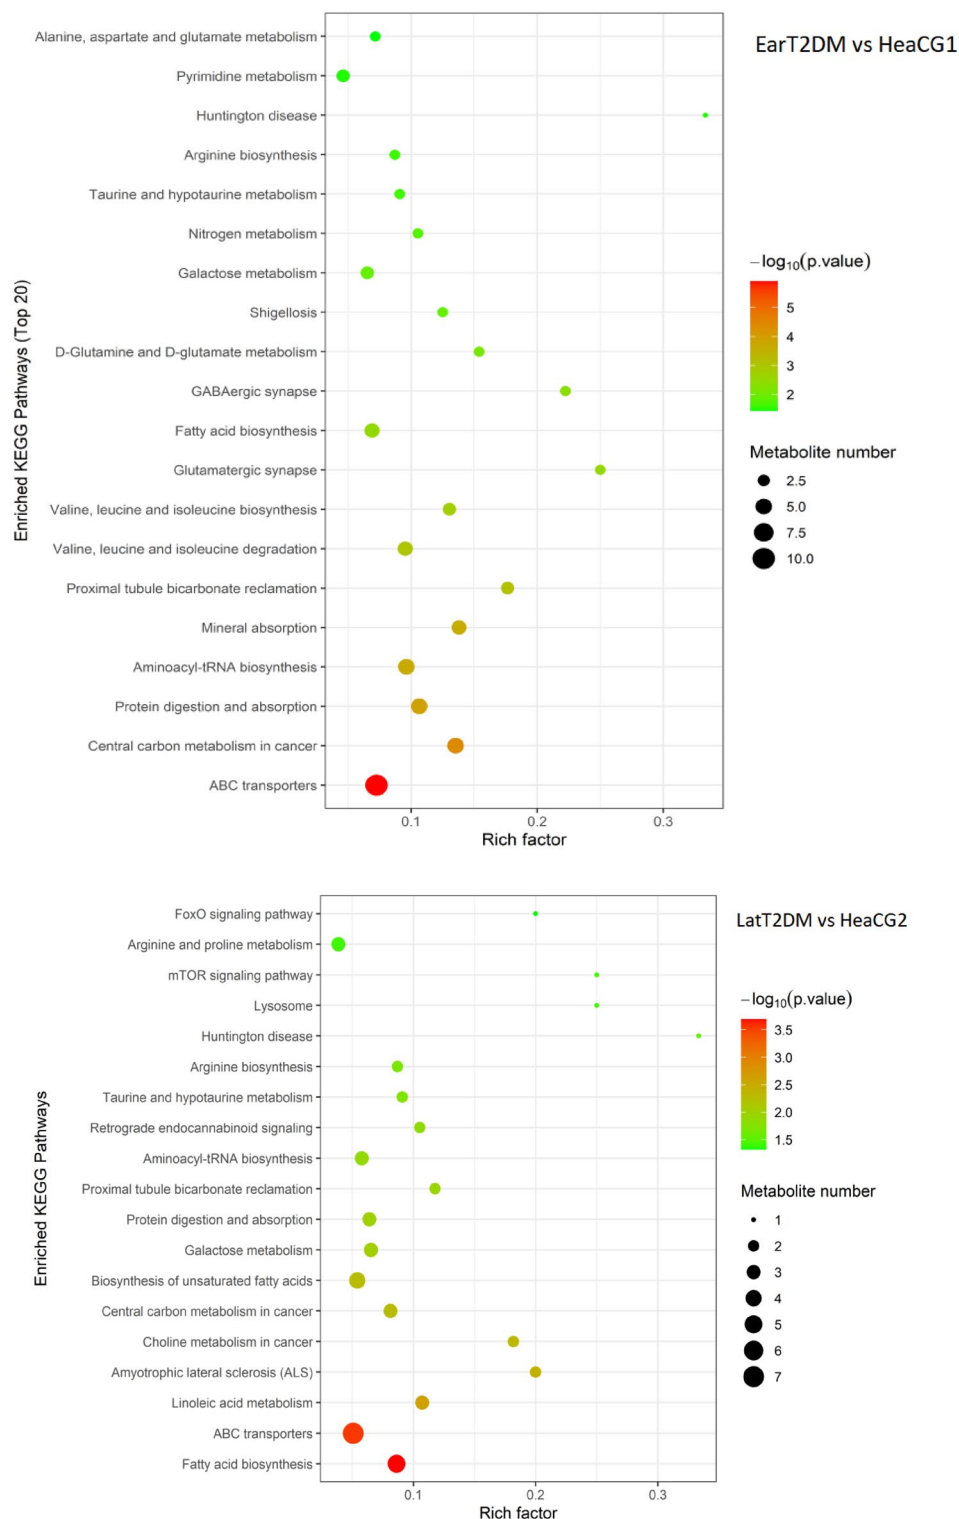 EarT2DM vs HeaCG1
Enriched KEGG Pathways (Top 20)
Alanine, aspartate and glutamate metabolism
Pyrimidine metabolism
Huntington disease
Arginine biosynthesis
Taurine and hypotaurine metabolism
Nitrogen metabolism
Galactose metabolism
Shigellosis
D-Glutamine and D-glutamate metabolism
GABAergic synapse
Fatty acid biosynthesis
Glutamatergic synapse
Valine, leucine and isoleucine biosynthesis
Valine, leucine and isoleucine degradation
Proximal tubule bicarbonate reclamation
Mineral absorption
Aminoacyl-tRNA biosynthesis
Protein digestion and absorption
Central carbon metabolism in cancer
ABC transporters
0.1 0.2 0.3
Rich factor
−log10(p.value)
5
4
3
2
Metabolite number
2.5
5.0
7.5
10.0
LatT2DM vs HeaCG2
Enriched KEGG Pathways
FoxO signaling pathway
Arginine and proline metabolism
mTOR signaling pathway
Lysosome
Huntington disease
Arginine biosynthesis
Taurine and hypotaurine metabolism
Retrograde endocannabinoid signaling
Aminoacyl-tRNA biosynthesis
Proximal tubule bicarbonate reclamation
Protein digestion and absorption
Galactose metabolism
Biosynthesis of unsaturated fatty acids
Central carbon metabolism in cancer
Choline metabolism in cancer
Amyotrophic lateral sclerosis (ALS)
Linoleic acid metabolism
ABC transporters
Fatty acid biosynthesis
0.1 0.2 0.3
Rich factor
−log10(p.value)
3.5
3.0
2.5
2.0
1.5
Metabolite number
1
2
3
4
5
6
7